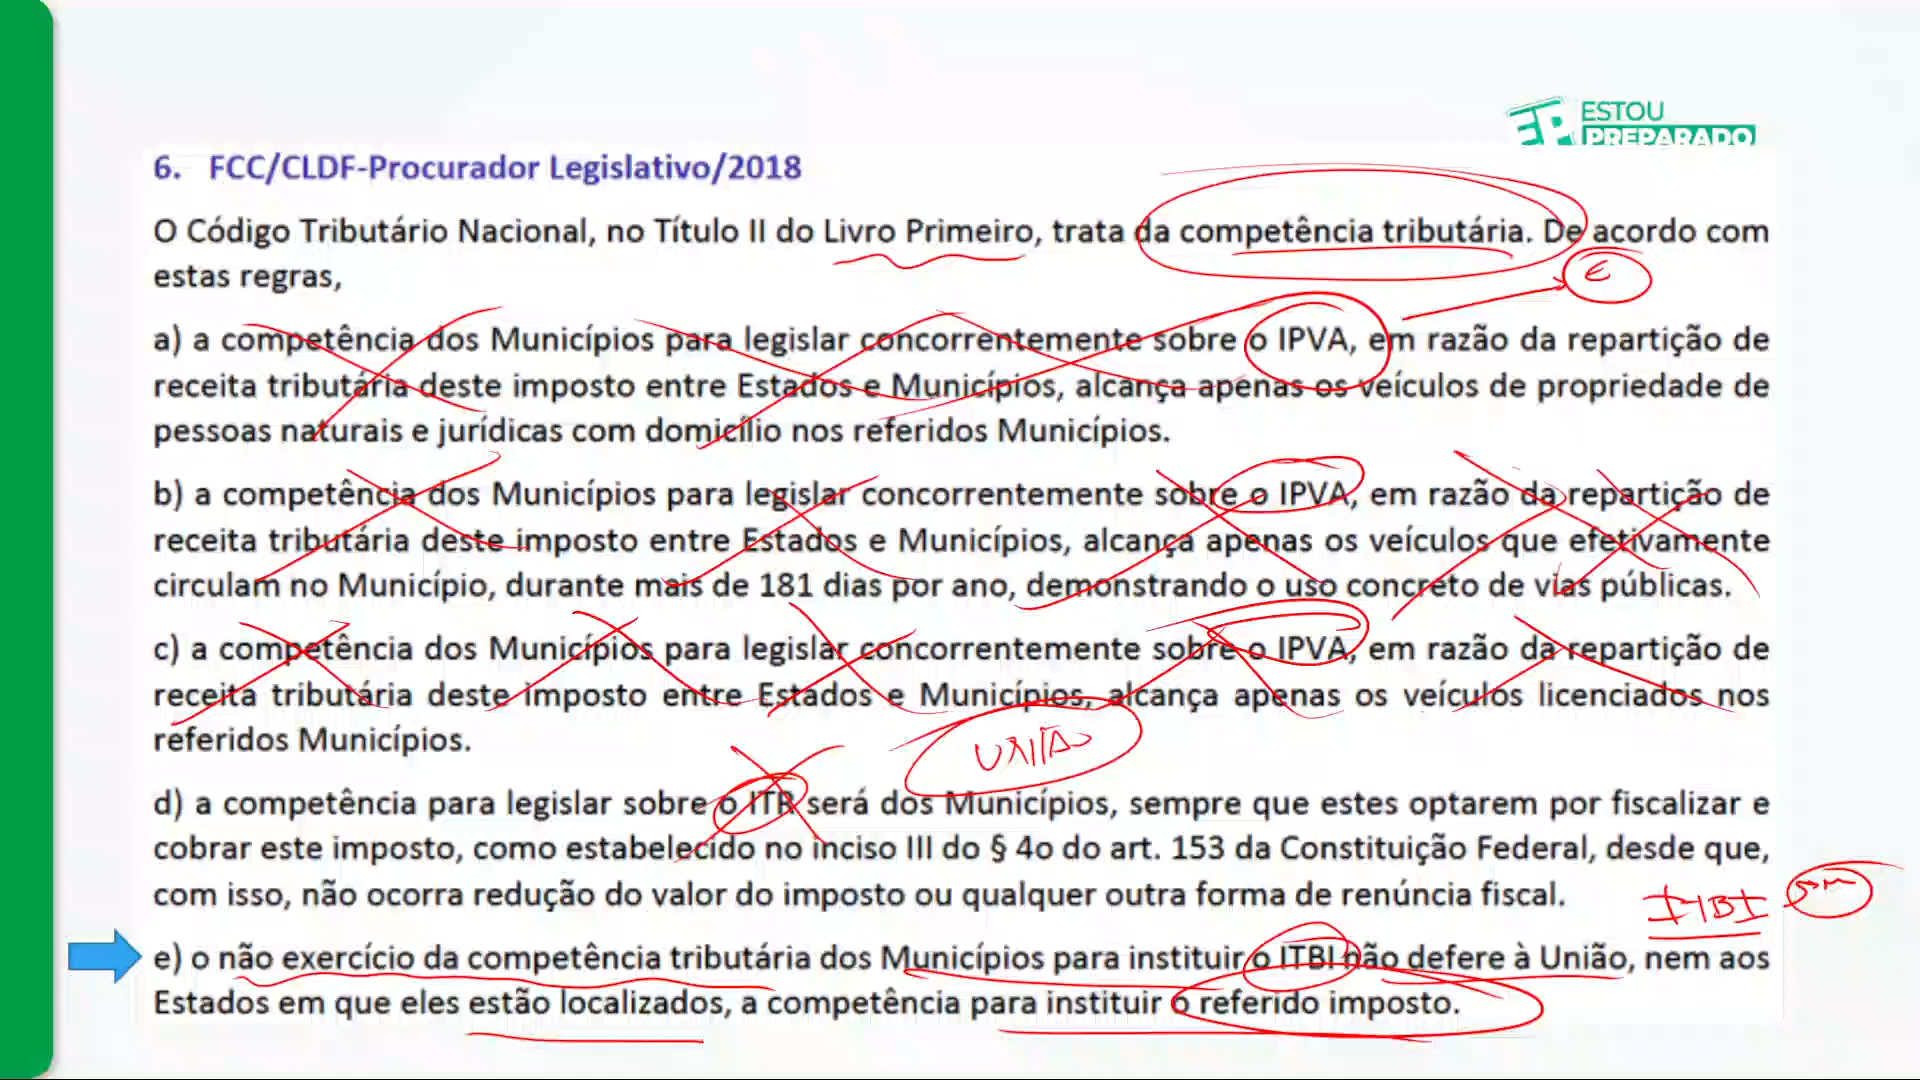 ESTOU
EP PREPARADO
6. FCC/CLDF-Procurador Legislativo/2018
O Código Tributário Nacional, no Título II do Livro Primeiro, trata da competência tributária. De acordo com
estas regras,
E
a) a competência dos Municípios para legislar concorrentemente sobre o IPVA, em razão da repartição de
receita tributária deste imposto entre Estados e Municípios, alcança apenas os veículos de propriedade de
pessoas naturais e jurídicas com domicílio nos referidos Municípios.
b) a competência dos Municípios para legislar concorrentemente sobre o IPVA, em razão da repartição de
receita tributária deste imposto entre Estados e Municípios, alcança apenas os veículos que efetivamente
circulam no Município, durante mais de 181 dias por ano, demonstrando o uso concreto de vias públicas.
c) a competência dos Municípios para legislar concorrentemente sobre o IPVA, em razão da repartição de
receita tributária deste imposto entre Estados e Municípios, alcança apenas os veículos licenciados nos
referidos Municípios.
UNIÃO
d) a competência para legislar sobre o ITR será dos Municípios, sempre que estes optarem por fiscalizar e
cobrar este imposto, como estabelecido no inciso III do § 4o do art. 153 da Constituição Federal, desde que,
com isso, não ocorra redução do valor do imposto ou qualquer outra forma de renúncia fiscal.
ITBI
e) o não exercício da competência tributária dos Municípios para instituir o ITBI não defere à União, nem aos
Estados em que eles estão localizados, a competência para instituir o referido imposto.